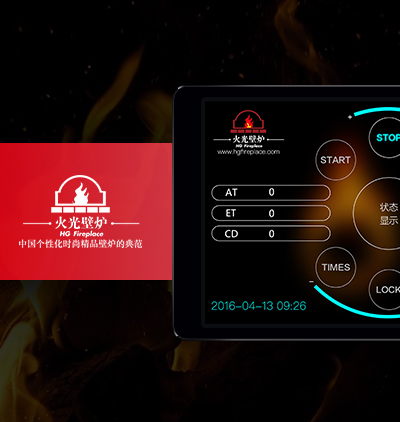 火光壁炉
HG Fireplace
中国个性化时尚精品壁炉的典范
火光壁炉
HG Fireplace
www.hgfireplace.com
START
STOP
AT 0
ET 0
CD 0
状态
显示
TIMES
LOCK
2016-04-13 09:26